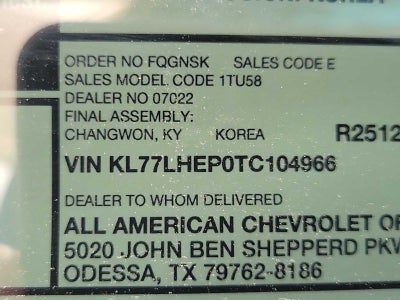 ORDER NO FQGNSK SALES CODE E
SALES MODEL CODE 1TU58
DEALER NO 07022
FINAL ASSEMBLY:
CHANGWON, KY KOREA R2512
VIN KL77LHEP0TC104966
DEALER TO WHOM DELIVERED
ALL AMERICAN CHEVROLET OF
5020 JOHN BEN SHEPPERD PKW
ODESSA, TX 79762-8186